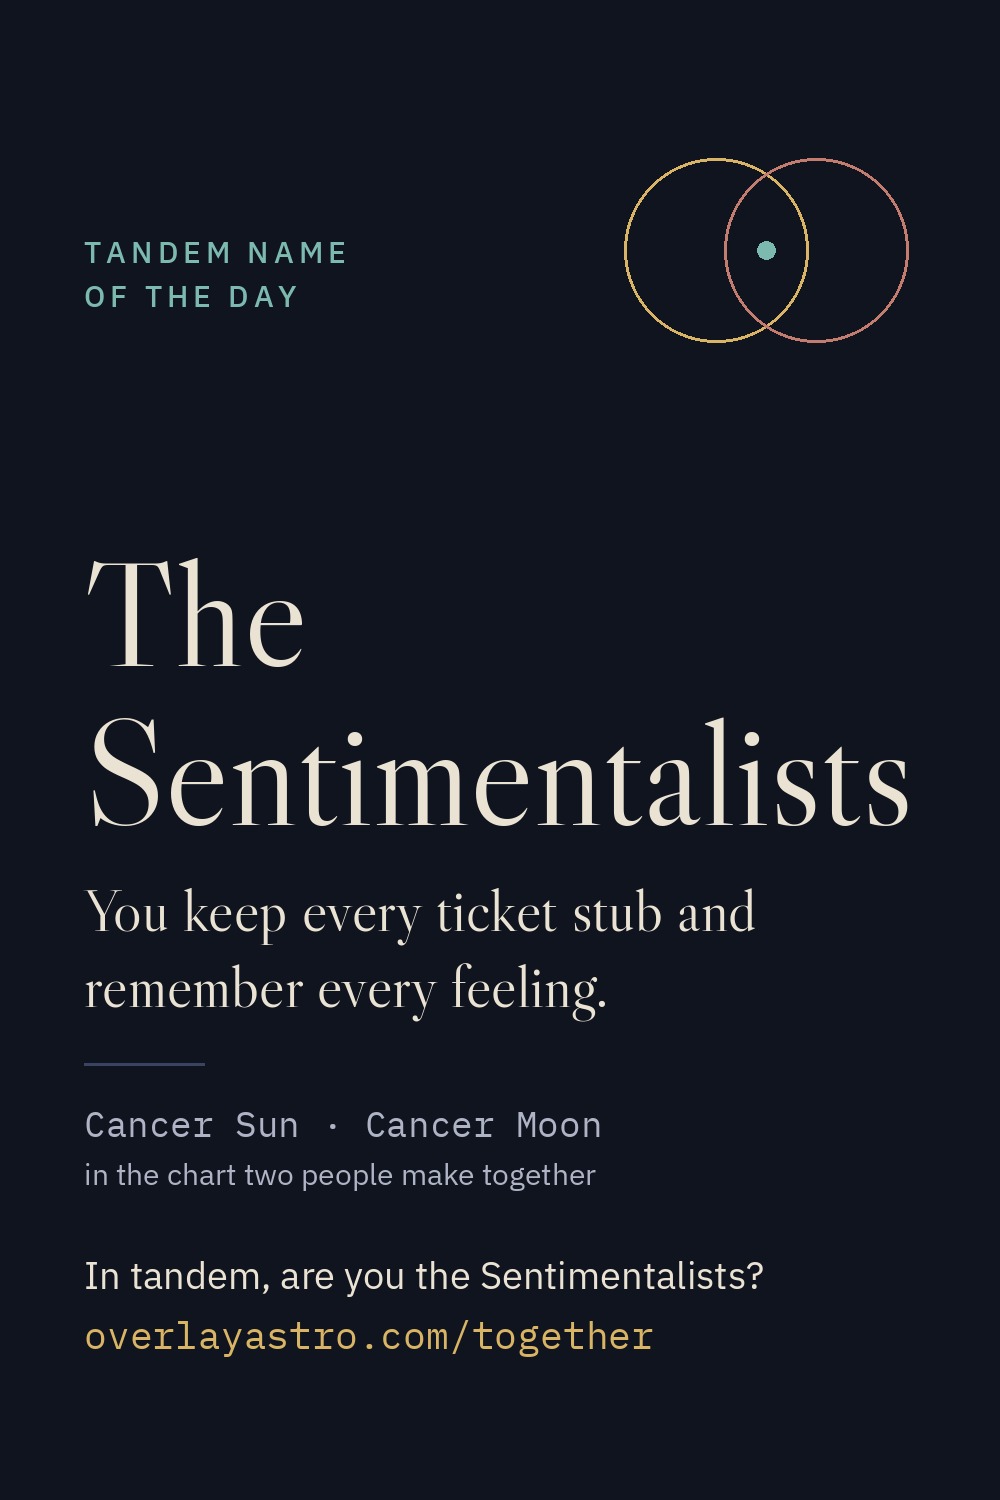 TANDEM NAME
OF THE DAY
The
Sentimentalists
You keep every ticket stub and
remember every feeling.
Cancer Sun · Cancer Moon
in the chart two people make together
In tandem, are you the Sentimentalists?
overlayastro.com/together